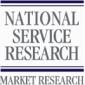 NATIONAL
SERVICE
RESEARCH
MARKET RESEARCH